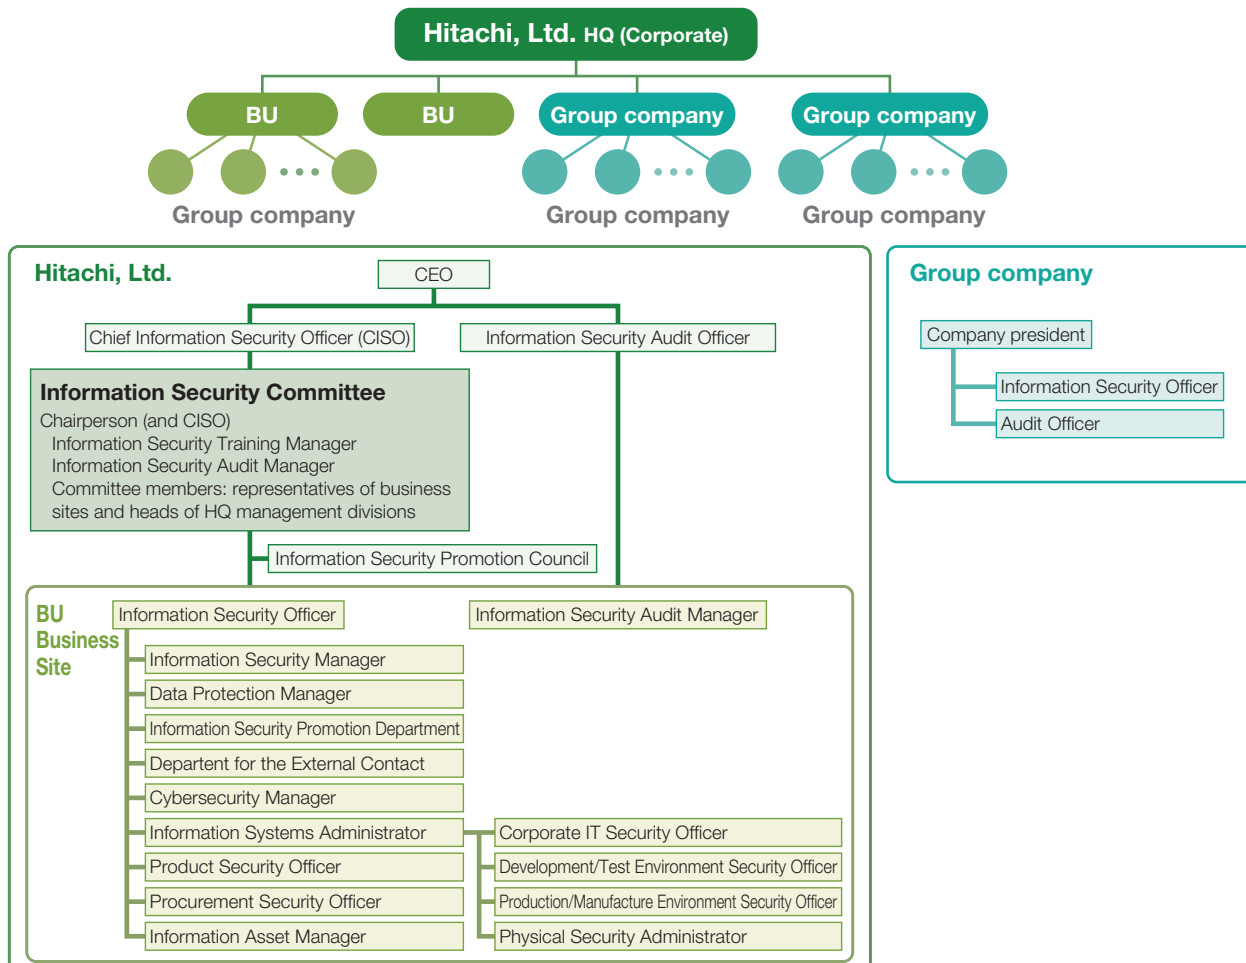 Hitachi, Ltd. HQ (Corporate)
BU
BU
Group company
Group company
Group company
Group company
Group company
Hitachi, Ltd.
CEO
Chief Information Security Officer (CISO)
Information Security Audit Officer
Information Security Committee
Chairperson (and CISO)
Information Security Training Manager
Information Security Audit Manager
Committee members: representatives of business
sites and heads of HQ management divisions
Information Security Promotion Council
BU
Business
Site
Information Security Officer
Information Security Audit Manager
Information Security Manager
Data Protection Manager
Information Security Promotion Department
Departent for the External Contact
Cybersecurity Manager
Information Systems Administrator
Product Security Officer
Procurement Security Officer
Information Asset Manager
Corporate IT Security Officer
Development/Test Environment Security Officer
Production/Manufacture Environment Security Officer
Physical Security Administrator
Group company
Company president
Information Security Officer
Audit Officer